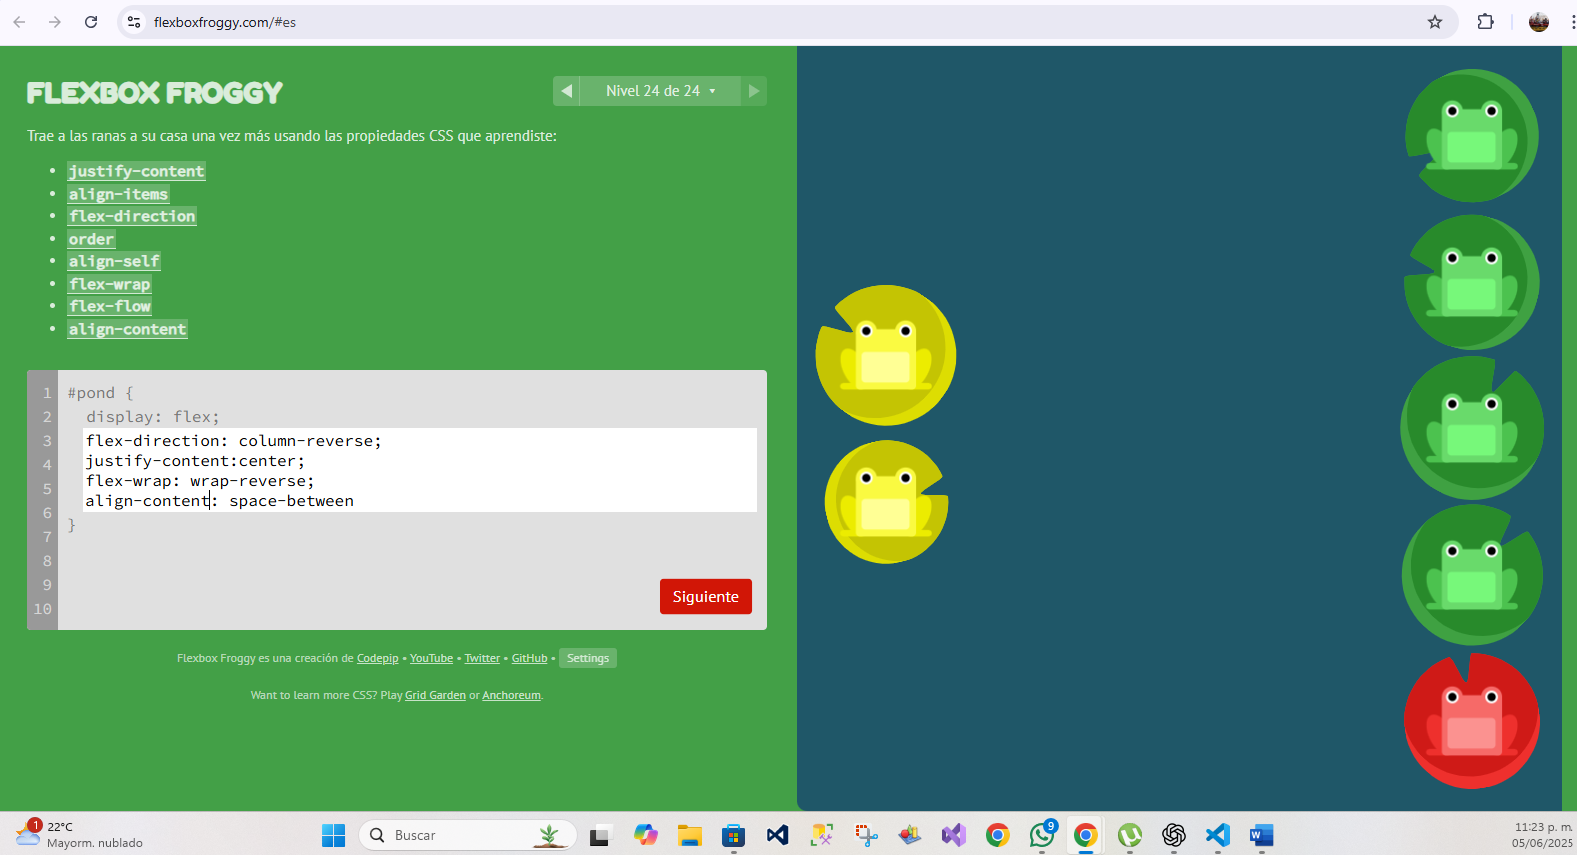 flexboxfroggy.com/#es
FLEXBOX FROGGY
Nivel 24 de 24
Trae a las ranas a su casa una vez más usando las propiedades CSS que aprendiste:
justify-content
align-items
flex-direction
order
align-self
flex-wrap
flex-flow
align-content
1 #pond {
2 display: flex;
3 flex-direction: column-reverse;
4 justify-content:center;
5 flex-wrap: wrap-reverse;
6 align-content: space-between
7 }
8
9
10
Siguiente
Flexbox Froggy es una creación de Codepip • YouTube • Twitter • GitHub • Settings
Want to learn more CSS? Play Grid Garden or Anchoreum.
1
22°C
Mayorm. nublado
Buscar
9
W
11:23 p. m.
05/06/2025